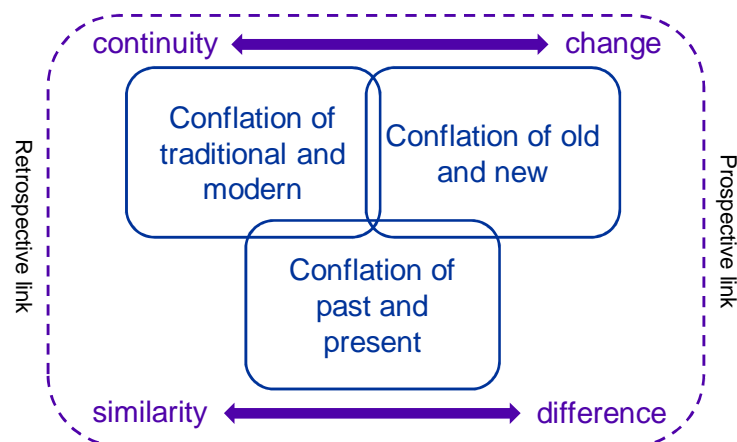 continuity
change
Conflation of
traditional and
modern
Conflation of old
and new
Retrospective link
Prospective link
Conflation of
past and
present
similarity
difference